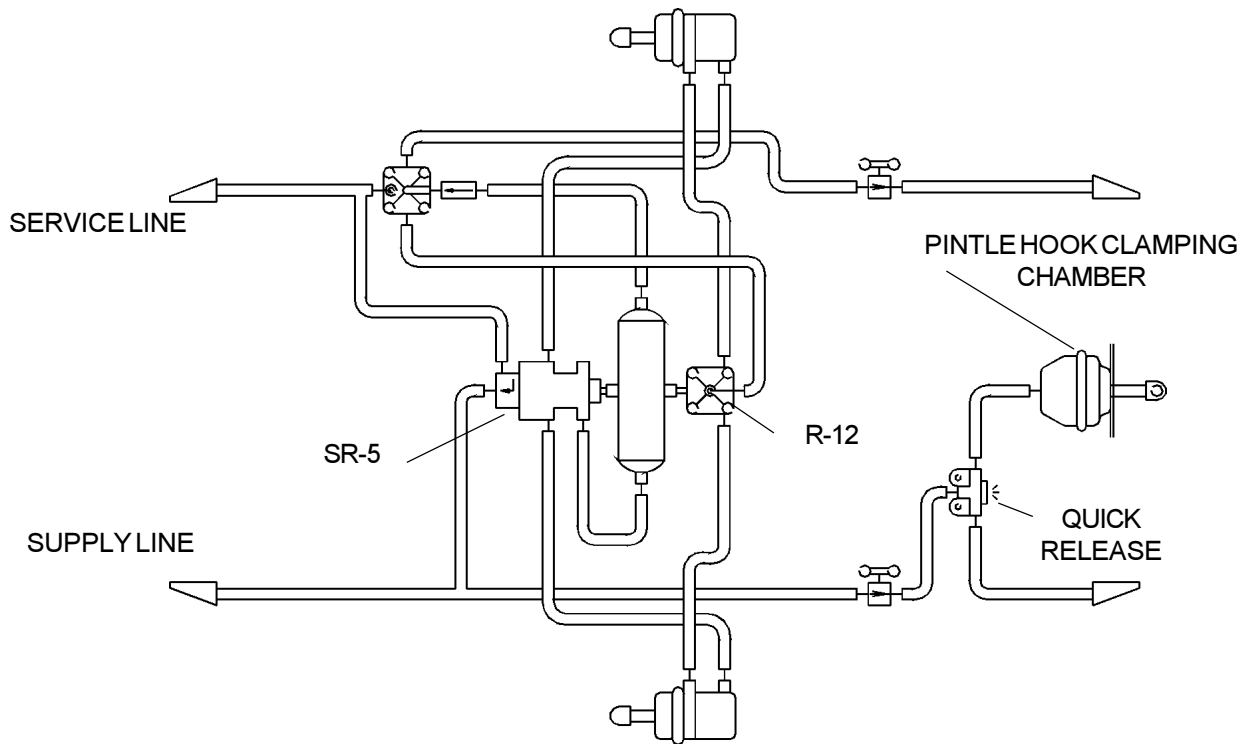 SERVICE LINE
PINTLE HOOK CLAMPING
CHAMBER
SR-5
R-12
SUPPLY LINE
QUICK
RELEASE